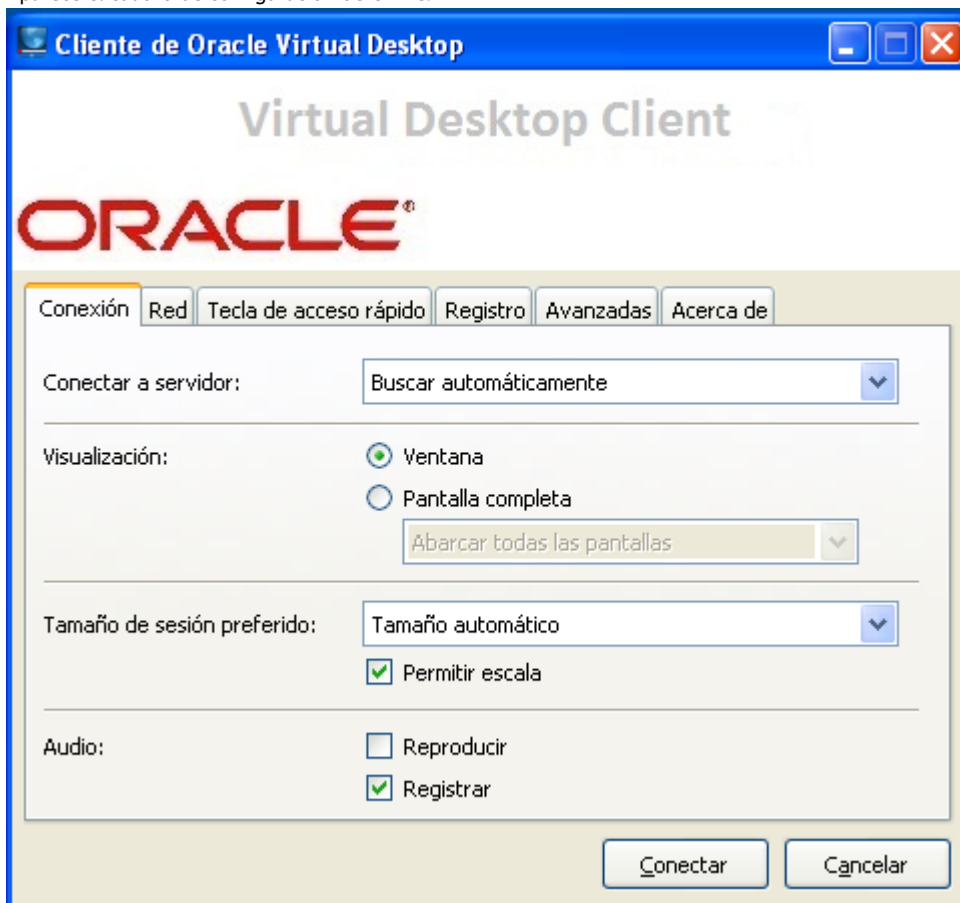 Cliente de Oracle Virtual Desktop
Virtual Desktop Client
ORACLE®
Conexión Red Tecla de acceso rápido Registro Avanzadas Acerca de
Conectar a servidor: Buscar automáticamente
Visualización: Ventana
Pantalla completa
Abarcar todas las pantallas
Tamaño de sesión preferido: Tamaño automático
Permitir escala
Audio: Reproducir
Registrar
Conectar Cancelar